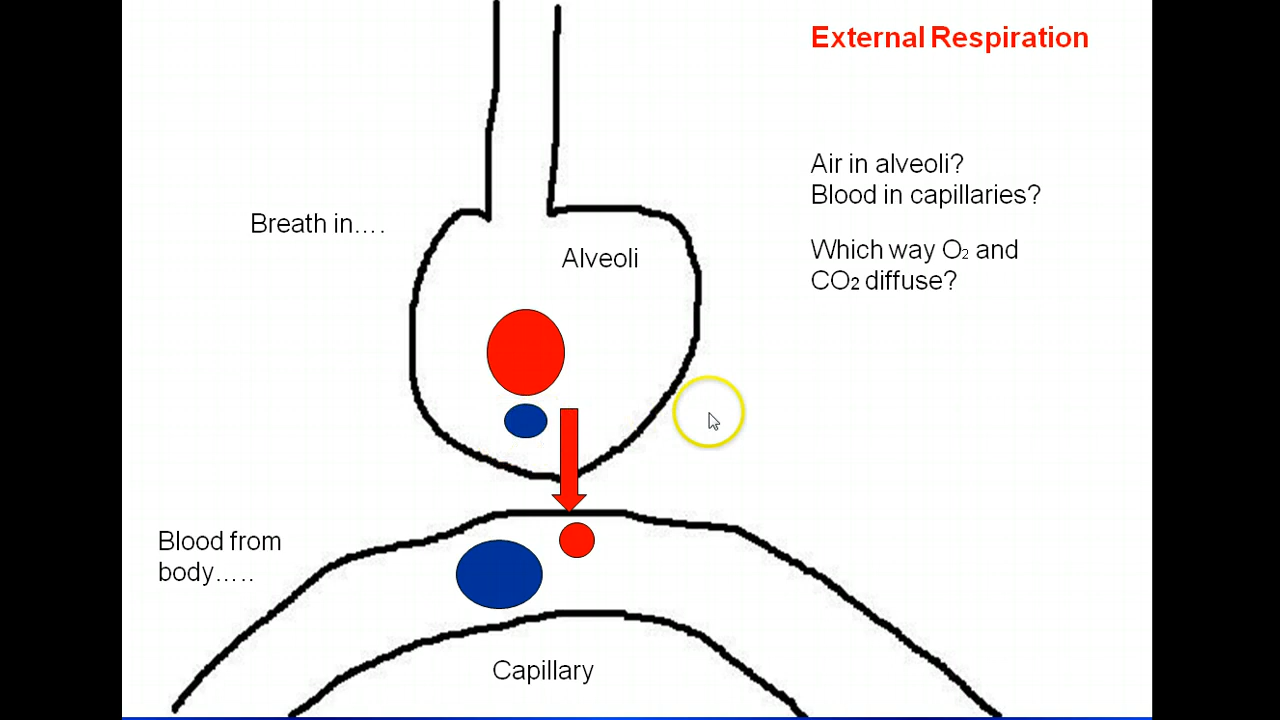 External Respiration
Air in alveoli?
Blood in capillaries?
Breath in....
Which way O₂ and
CO₂ diffuse?
Alveoli
Blood from
body.....
Capillary